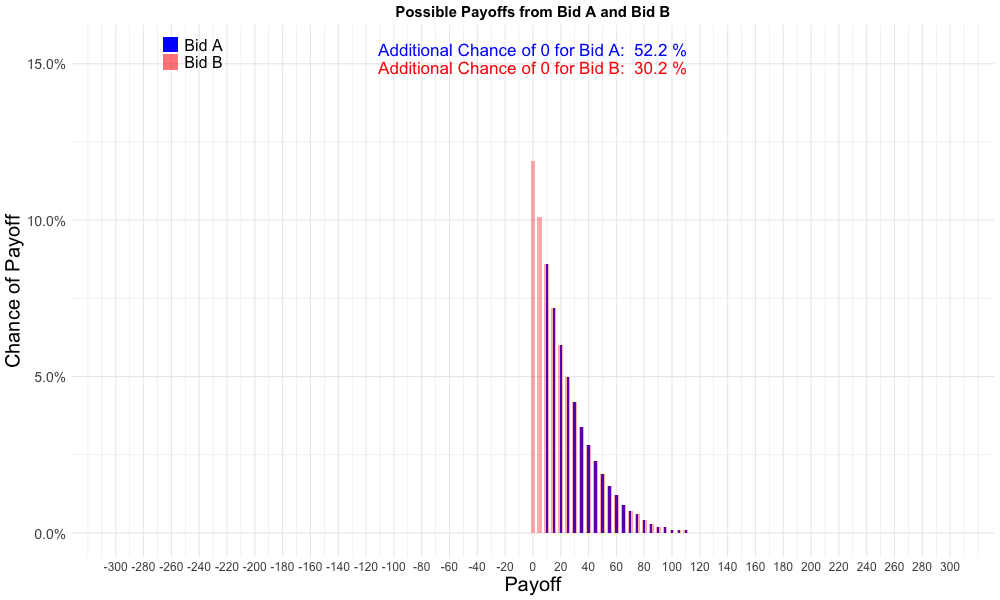 Possible Payoffs from Bid A and Bid B
Bid A
Bid B
Additional Chance of 0 for Bid A: 52.2 %
Additional Chance of 0 for Bid B: 30.2 %
Chance of Payoff
15.0%
10.0%
5.0%
0.0%
-300 -280 -260 -240 -220 -200 -180 -160 -140 -120 -100 -80 -60 -40 -20 0 20 40 60 80 100 120 140 160 180 200 220 240 260 280 300
Payoff